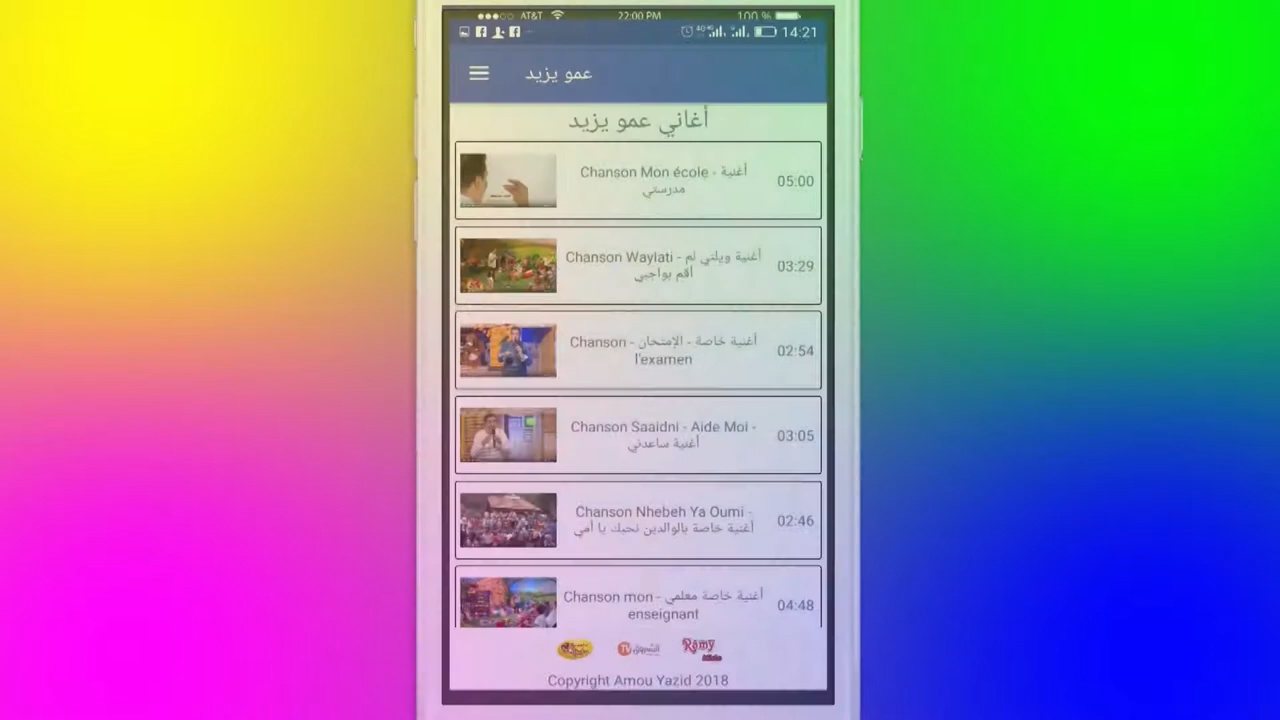 AT&T 22:00 PM 100 %
4G 14:21
عمو يزيد
أغاني عمو يزيد
Chanson Mon école - أغنية
مدرستي
05:00
Chanson Waylati - أغنية ويلتي لم
أقم بواجبي
03:29
Chanson - أغنية خاصة - الإمتحان
l'examen
02:54
Chanson Saaidni - Aide Moi -
أغنية ساعدني
03:05
Chanson Nhebeh Ya Oumi -
أغنية خاصة بالوالدين نحبك يا أمي
02:46
Chanson mon - أغنية خاصة معلمي
enseignant
04:48
الشروق TV
Ramy
Copyright Amou Yazid 2018